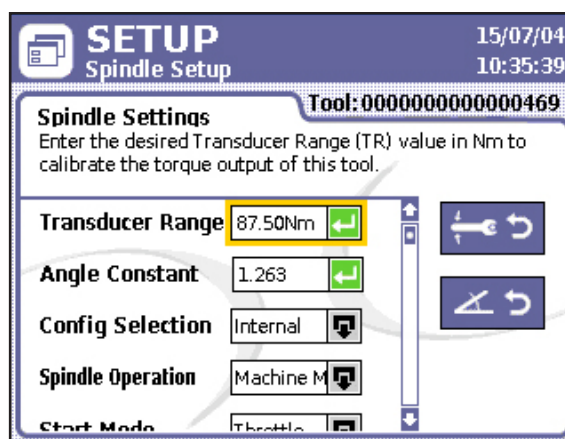 SETUP
15/07/04
Spindle Setup
10:35:39
Tool: 0000000000000469
Spindle Settings
Enter the desired Transducer Range (TR) value in Nm to
calibrate the torque output of this tool.
Transducer Range 87.50Nm
Angle Constant 1.263
Config Selection Internal
Spindle Operation Machine M
Start Mode Throttle